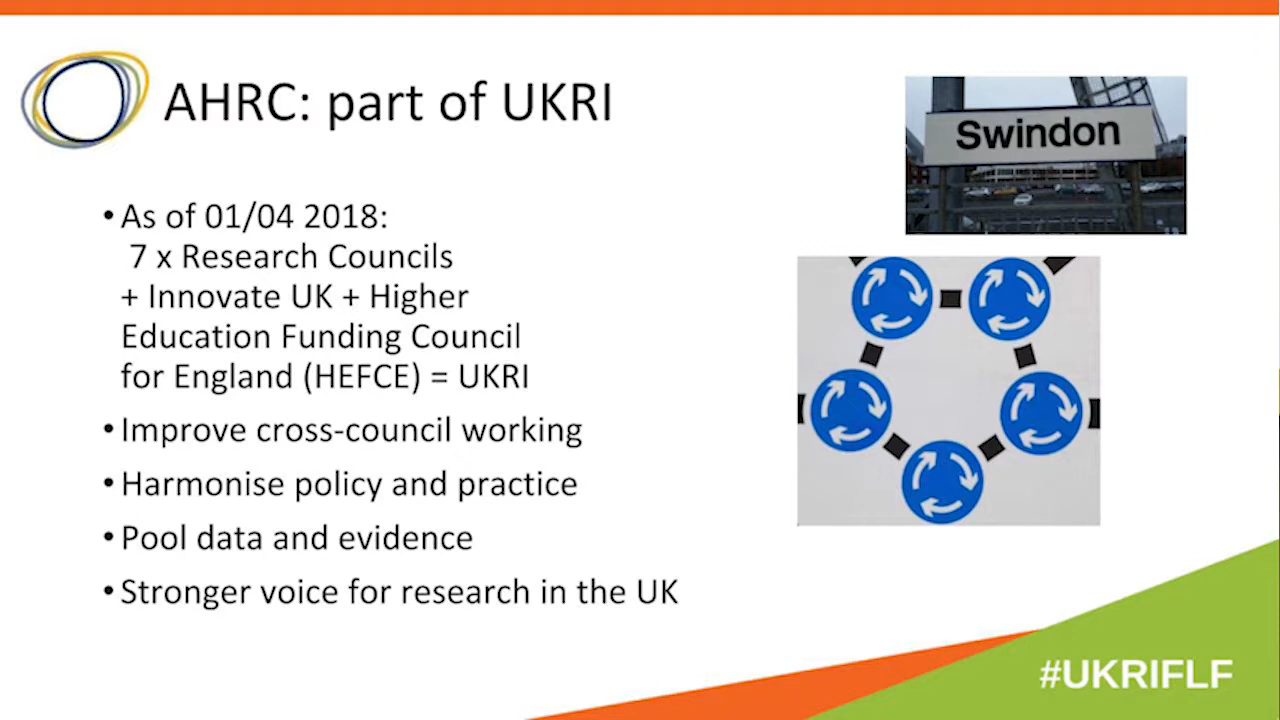 AHRC: part of UKRI
Swindon
•As of 01/04 2018:
7 x Research Councils
+ Innovate UK + Higher
Education Funding Council
for England (HEFCE) = UKRI
•Improve cross-council working
•Harmonise policy and practice
•Pool data and evidence
•Stronger voice for research in the UK
#UKRIFLF